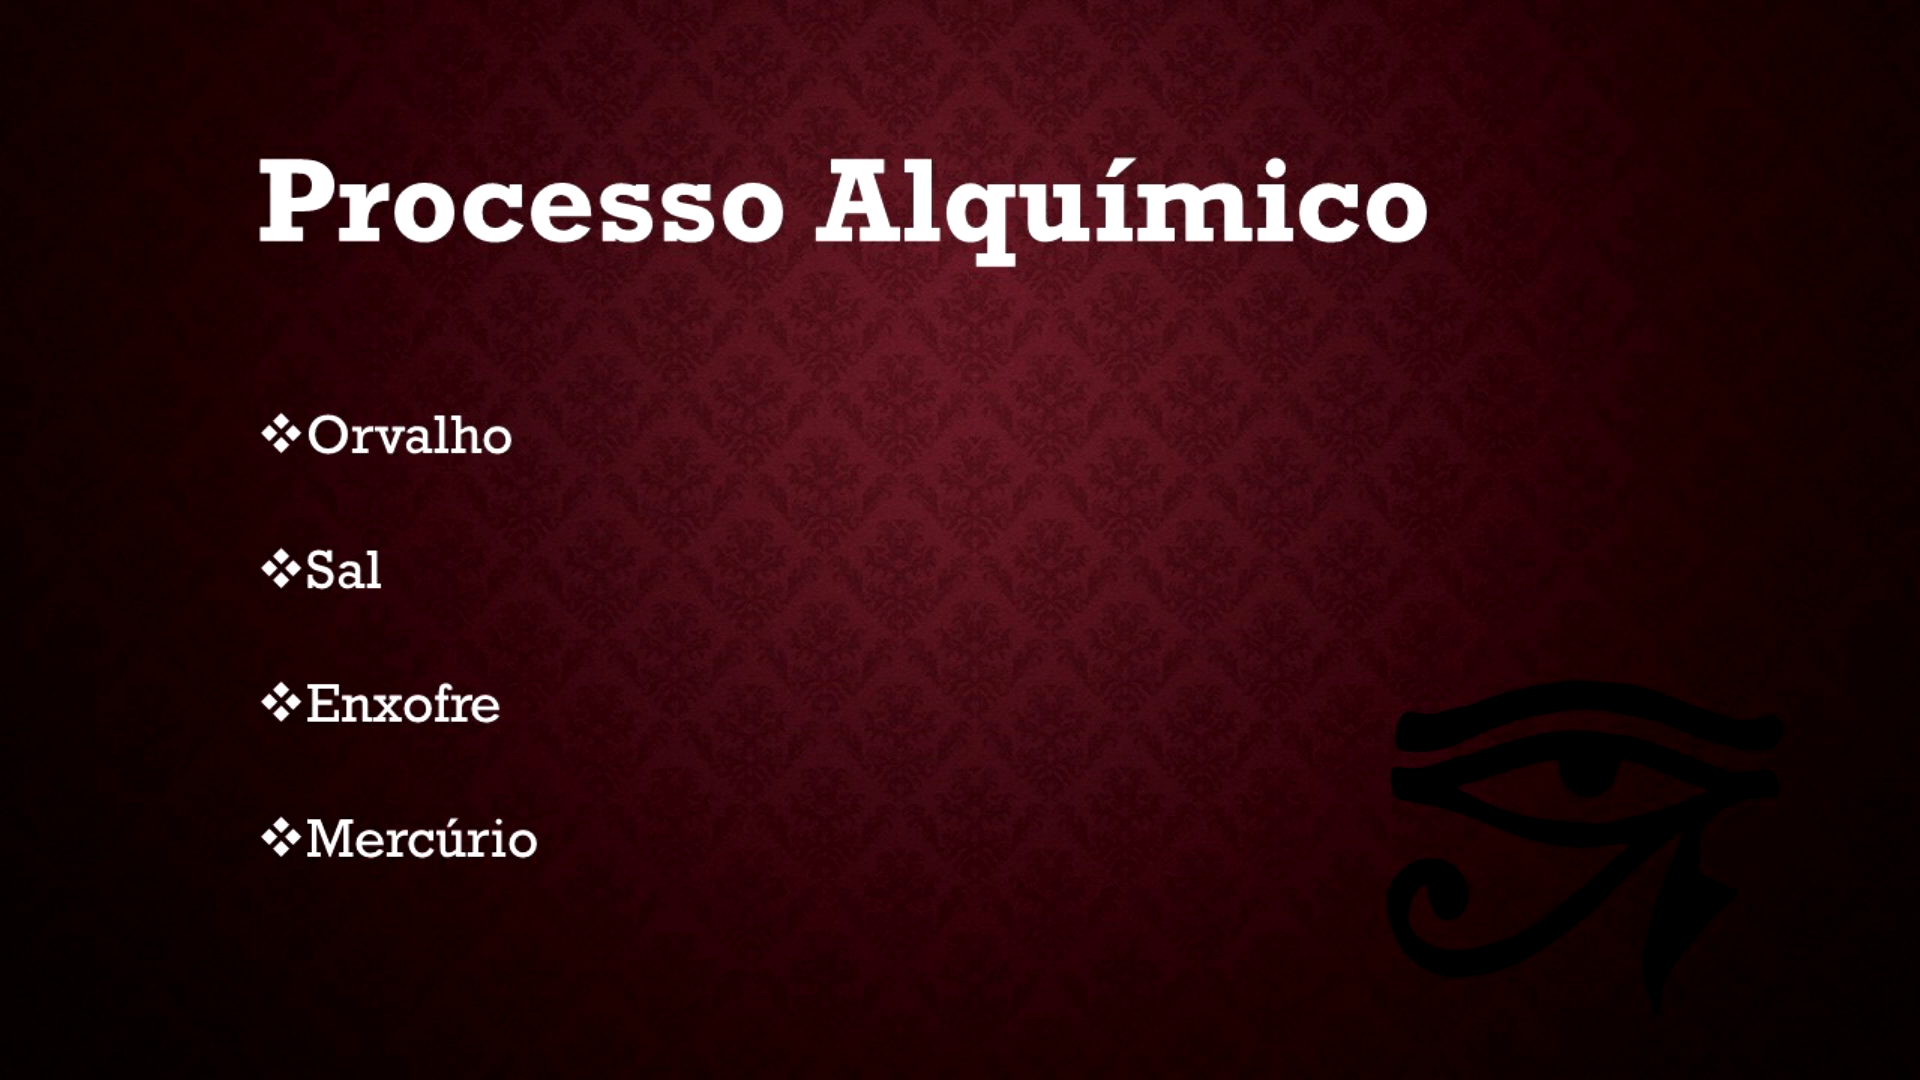 Processo Alquímico
❖Orvalho
❖Sal
❖Enxofre
❖Mercúrio